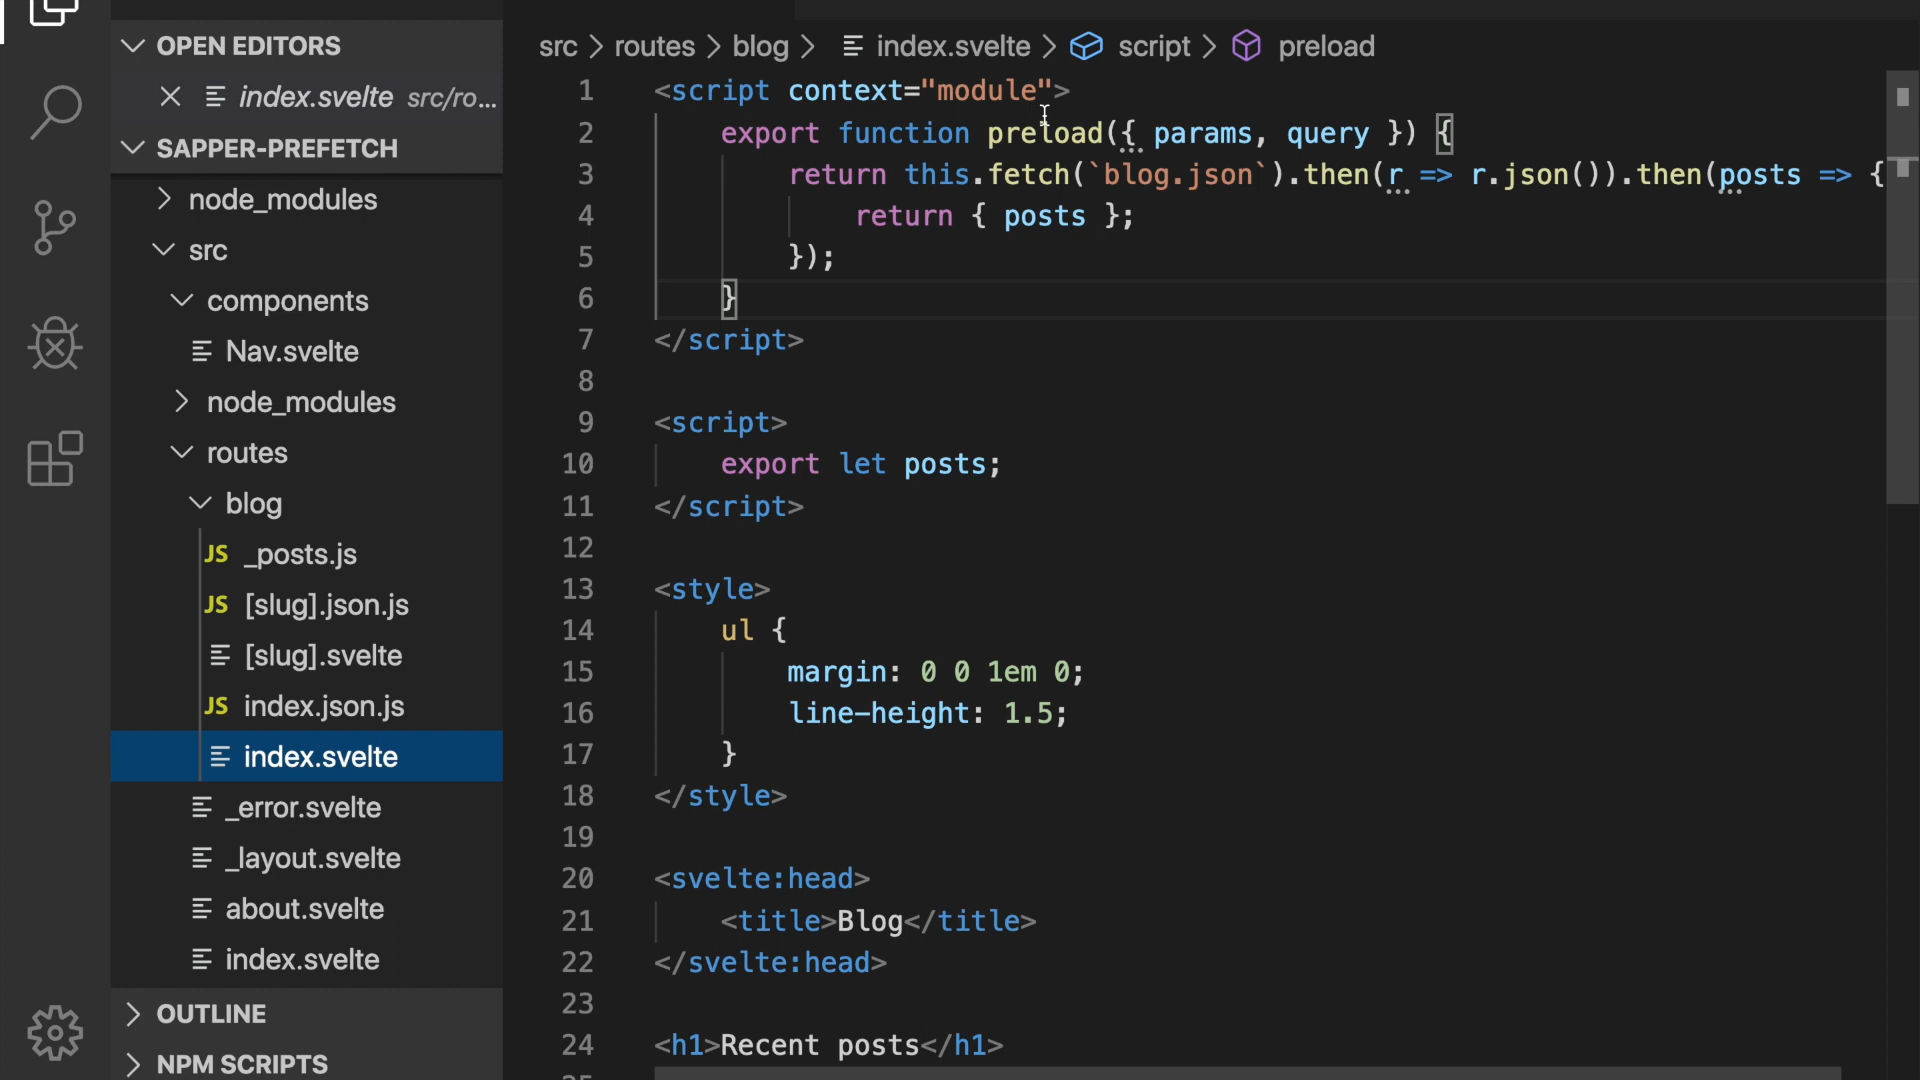 OPEN EDITORS
index.svelte src/ro...
SAPPER-PREFETCH
node_modules
src
components
Nav.svelte
node_modules
routes
blog
JS _posts.js
JS [slug].json.js
[slug].svelte
JS index.json.js
index.svelte
_error.svelte
_layout.svelte
about.svelte
index.svelte
OUTLINE
NPM SCRIPTS
src > routes > blog > index.svelte > script > preload
1 <script context="module">
2 export function preload({ params, query }) {
3 return this.fetch(`blog.json`).then(r => r.json()).then(posts => {
4 return { posts };
5 });
6 }
7 </script>
8
9 <script>
10 export let posts;
11 </script>
12
13 <style>
14 ul {
15 margin: 0 0 1em 0;
16 line-height: 1.5;
17 }
18 </style>
19
20 <svelte:head>
21 <title>Blog</title>
22 </svelte:head>
23
24 <h1>Recent posts</h1>